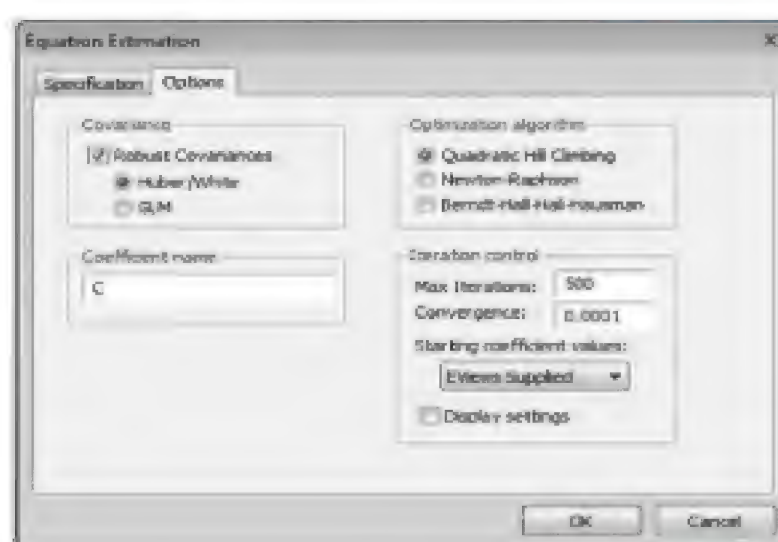 Equation Estimation
Specification Options
Covariance
Robust Covariances
Huber/White
GLM
Coefficient name
C
Optimization algorithm
Quadratic Hill Climbing
Newton-Raphson
Berndt-Hall-Hall-Hausman
Iteration control
Max Iterations: 500
Convergence: 0.0001
Starting coefficient values:
EViews Supplied
Display settings
OK Cancel